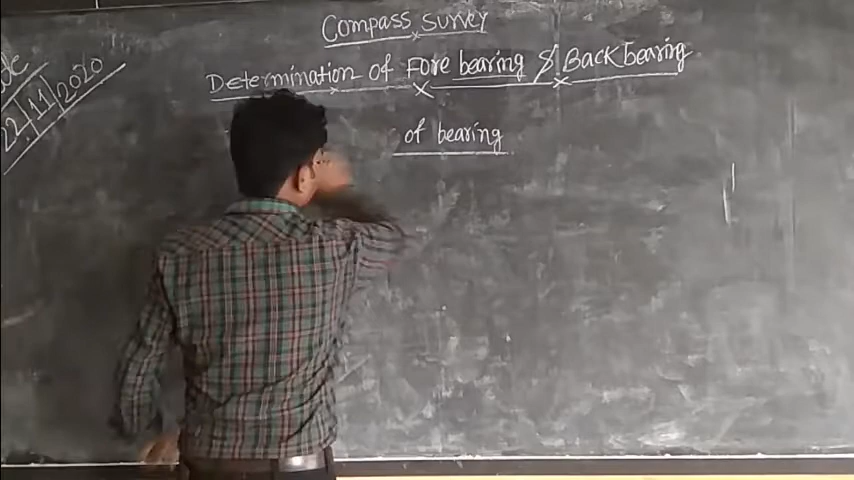 Compass survey
Determination of Fore bearing & Back bearing
of bearing
22/11/2020